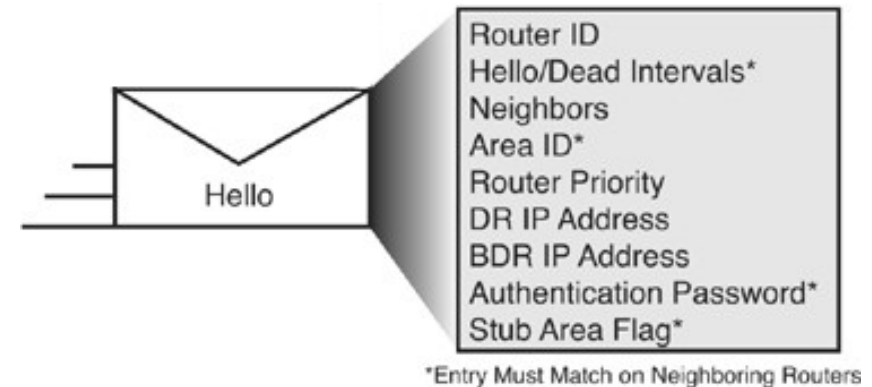 Hello
Router ID
Hello/Dead Intervals*
Neighbors
Area ID*
Router Priority
DR IP Address
BDR IP Address
Authentication Password*
Stub Area Flag*
*Entry Must Match on Neighboring Routers